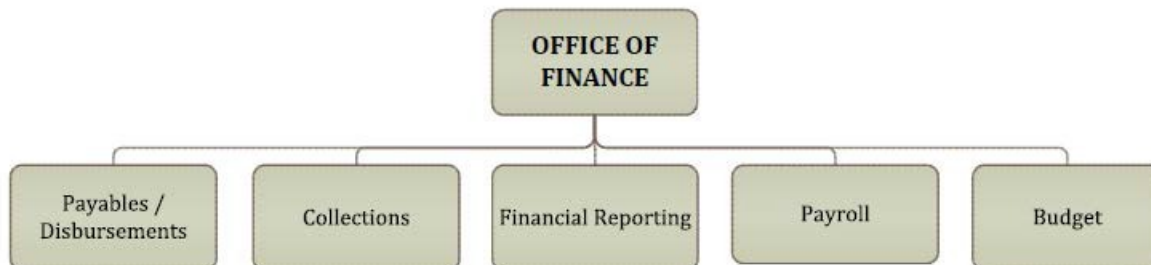 OFFICE OF
FINANCE
Payables /
Disbursements
Collections
Financial Reporting
Payroll
Budget